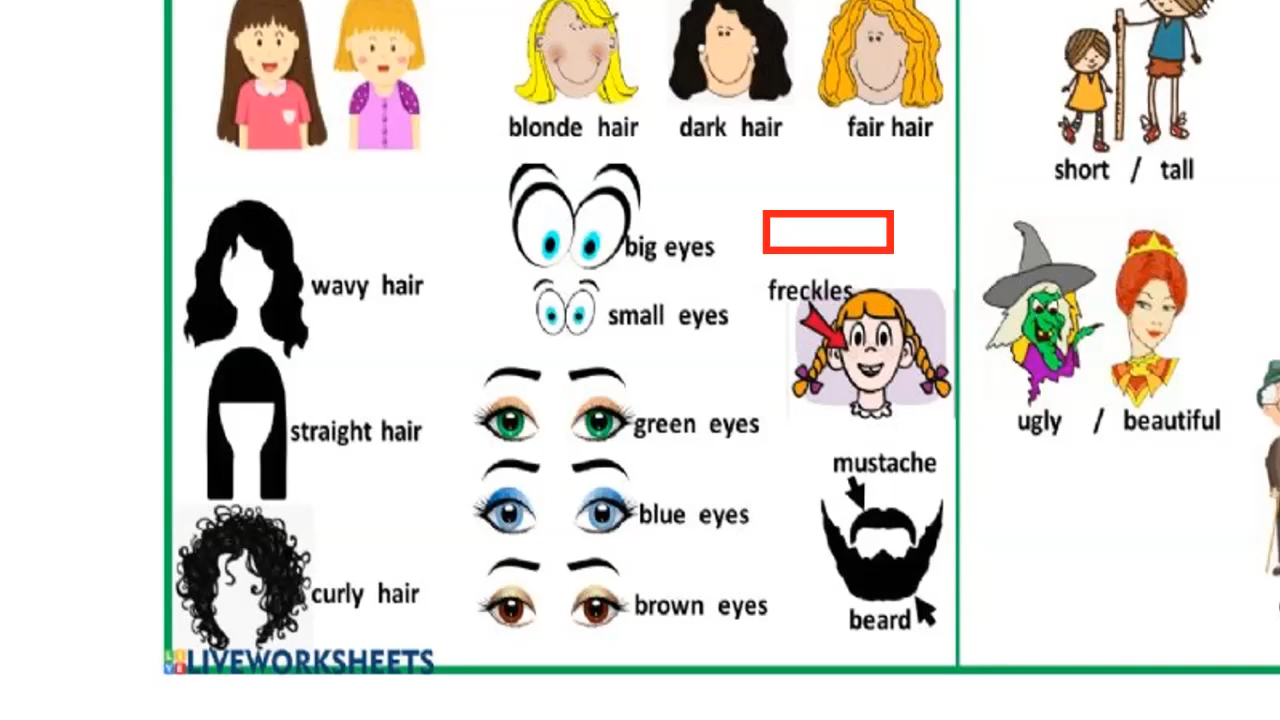 blonde hair
dark hair
fair hair
short / tall
wavy hair
big eyes
small eyes
freckles
straight hair
green eyes
ugly / beautiful
mustache
blue eyes
curly hair
brown eyes
beard
LIVEWORKSHEETS